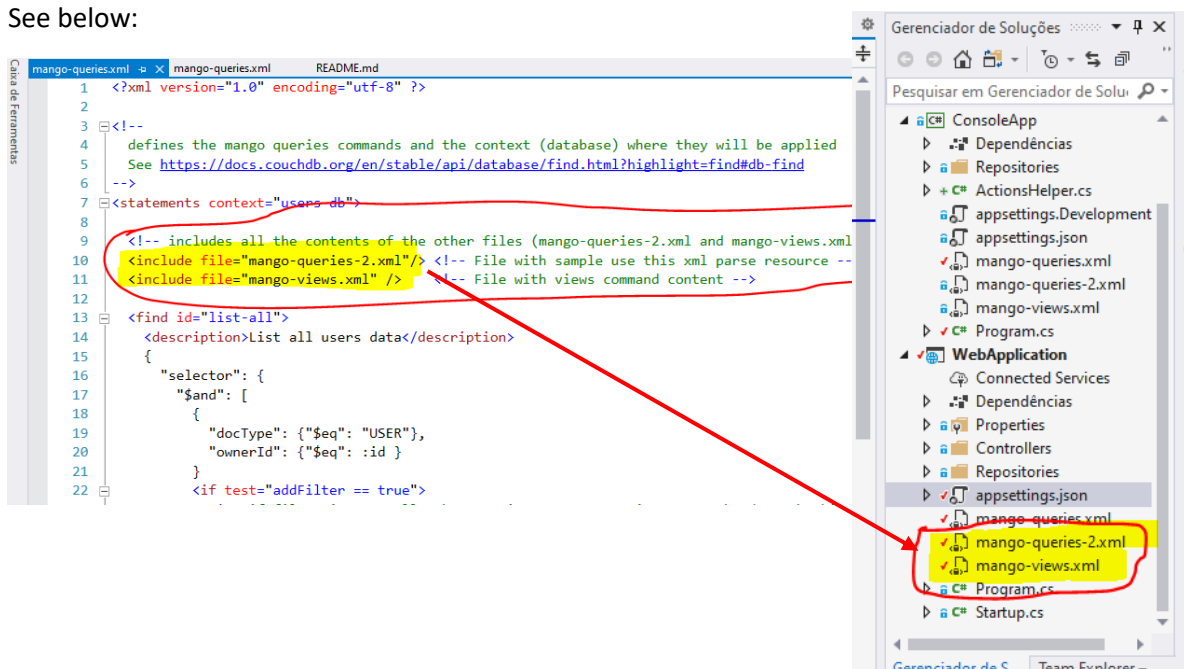 See below:
Caixa de Ferramentas
mango-queries.xml
mango-queries.xml
README.md
1 <?xml version="1.0" encoding="utf-8" ?>
2
3 <!--
4 defines the mango queries commands and the context (database) where they will be applied
5 See https://docs.couchdb.org/en/stable/api/database/find.html?highlight=find#db-find
6 -->
7 <statements context="users db">
8
9 <!-- includes all the contents of the other files (mango-queries-2.xml and mango-views.xml
10 <include file="mango-queries-2.xml"/> <!-- File with sample use this xml parse resource --
11 <include file="mango-views.xml" /> <!-- File with views command content -->
12
13 <find id="list-all">
14 <description>List all users data</description>
15 {
16 "selector": {
17 "$and": [
18 {
19 "docType": {"$eq": "USER"},
20 "ownerId": {"$eq": :id }
21 }
22 <if test="addFilter == true">
Gerenciador de Soluções
Pesquisar em Gerenciador de Solu
C# ConsoleApp
Dependências
Repositories
C# ActionsHelper.cs
appsettings.Development
appsettings.json
mango-queries.xml
mango-queries-2.xml
mango-views.xml
C# Program.cs
WebApplication
Connected Services
Dependências
Properties
Controllers
Repositories
appsettings.json
mango-queries.xml
mango-queries-2.xml
mango-views.xml
C# Program.cs
C# Startup.cs
Gerenciador de S...
Team Explorer –